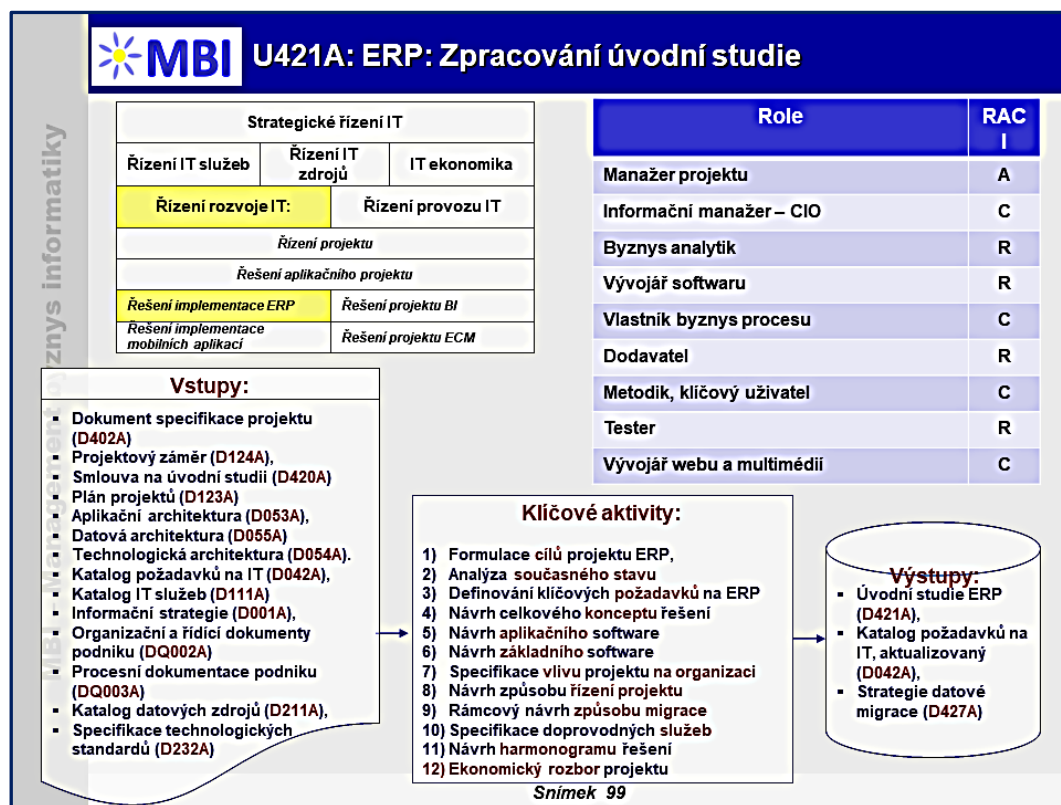 MBI
U421A: ERP: Zpracování úvodní studie
MBI - Management byznys informatiky
Strategické řízení IT
Řízení IT služeb
Řízení IT
zdrojů
IT ekonomika
Řízení rozvoje IT:
Řízení provozu IT
Řízení projektu
Řešení aplikačního projektu
Řešení implementace ERP
Řešení projektu BI
Řešení implementace
mobilních aplikací
Řešení projektu ECM
Role
RAC
I
Manažer projektu A
Informační manažer – CIO C
Byznys analytik R
Vývojář softwaru R
Vlastník byznys procesu C
Dodavatel R
Metodik, klíčový uživatel C
Tester R
Vývojář webu a multimédií C
Vstupy:
▪ Dokument specifikace projektu
(D402A)
▪ Projektový záměr (D124A),
▪ Smlouva na úvodní studii (D420A)
▪ Plán projektů (D123A)
▪ Aplikační architektura (D053A),
▪ Datová architektura (D055A)
▪ Technologická architektura (D054A).
▪ Katalog požadavků na IT (D042A),
▪ Katalog IT služeb (D111A)
▪ Informační strategie (D001A),
▪ Organizační a řídící dokumenty
podniku (DQ002A)
▪ Procesní dokumentace podniku
(DQ003A)
▪ Katalog datových zdrojů (D211A),
▪ Specifikace technologických
standardů (D232A)
Klíčové aktivity:
1) Formulace cílů projektu ERP,
2) Analýza současného stavu
3) Definování klíčových požadavků na ERP
4) Návrh celkového konceptu řešení
5) Návrh aplikačního software
6) Návrh základního software
7) Specifikace vlivu projektu na organizaci
8) Návrh způsobu řízení projektu
9) Rámcový návrh způsobu migrace
10) Specifikace doprovodných služeb
11) Návrh harmonogramu řešení
12) Ekonomický rozbor projektu
Výstupy:
▪ Úvodní studie ERP
(D421A),
▪ Katalog požadavků na
IT, aktualizovaný
(D042A),
▪ Strategie datové
migrace (D427A)
Snímek 99